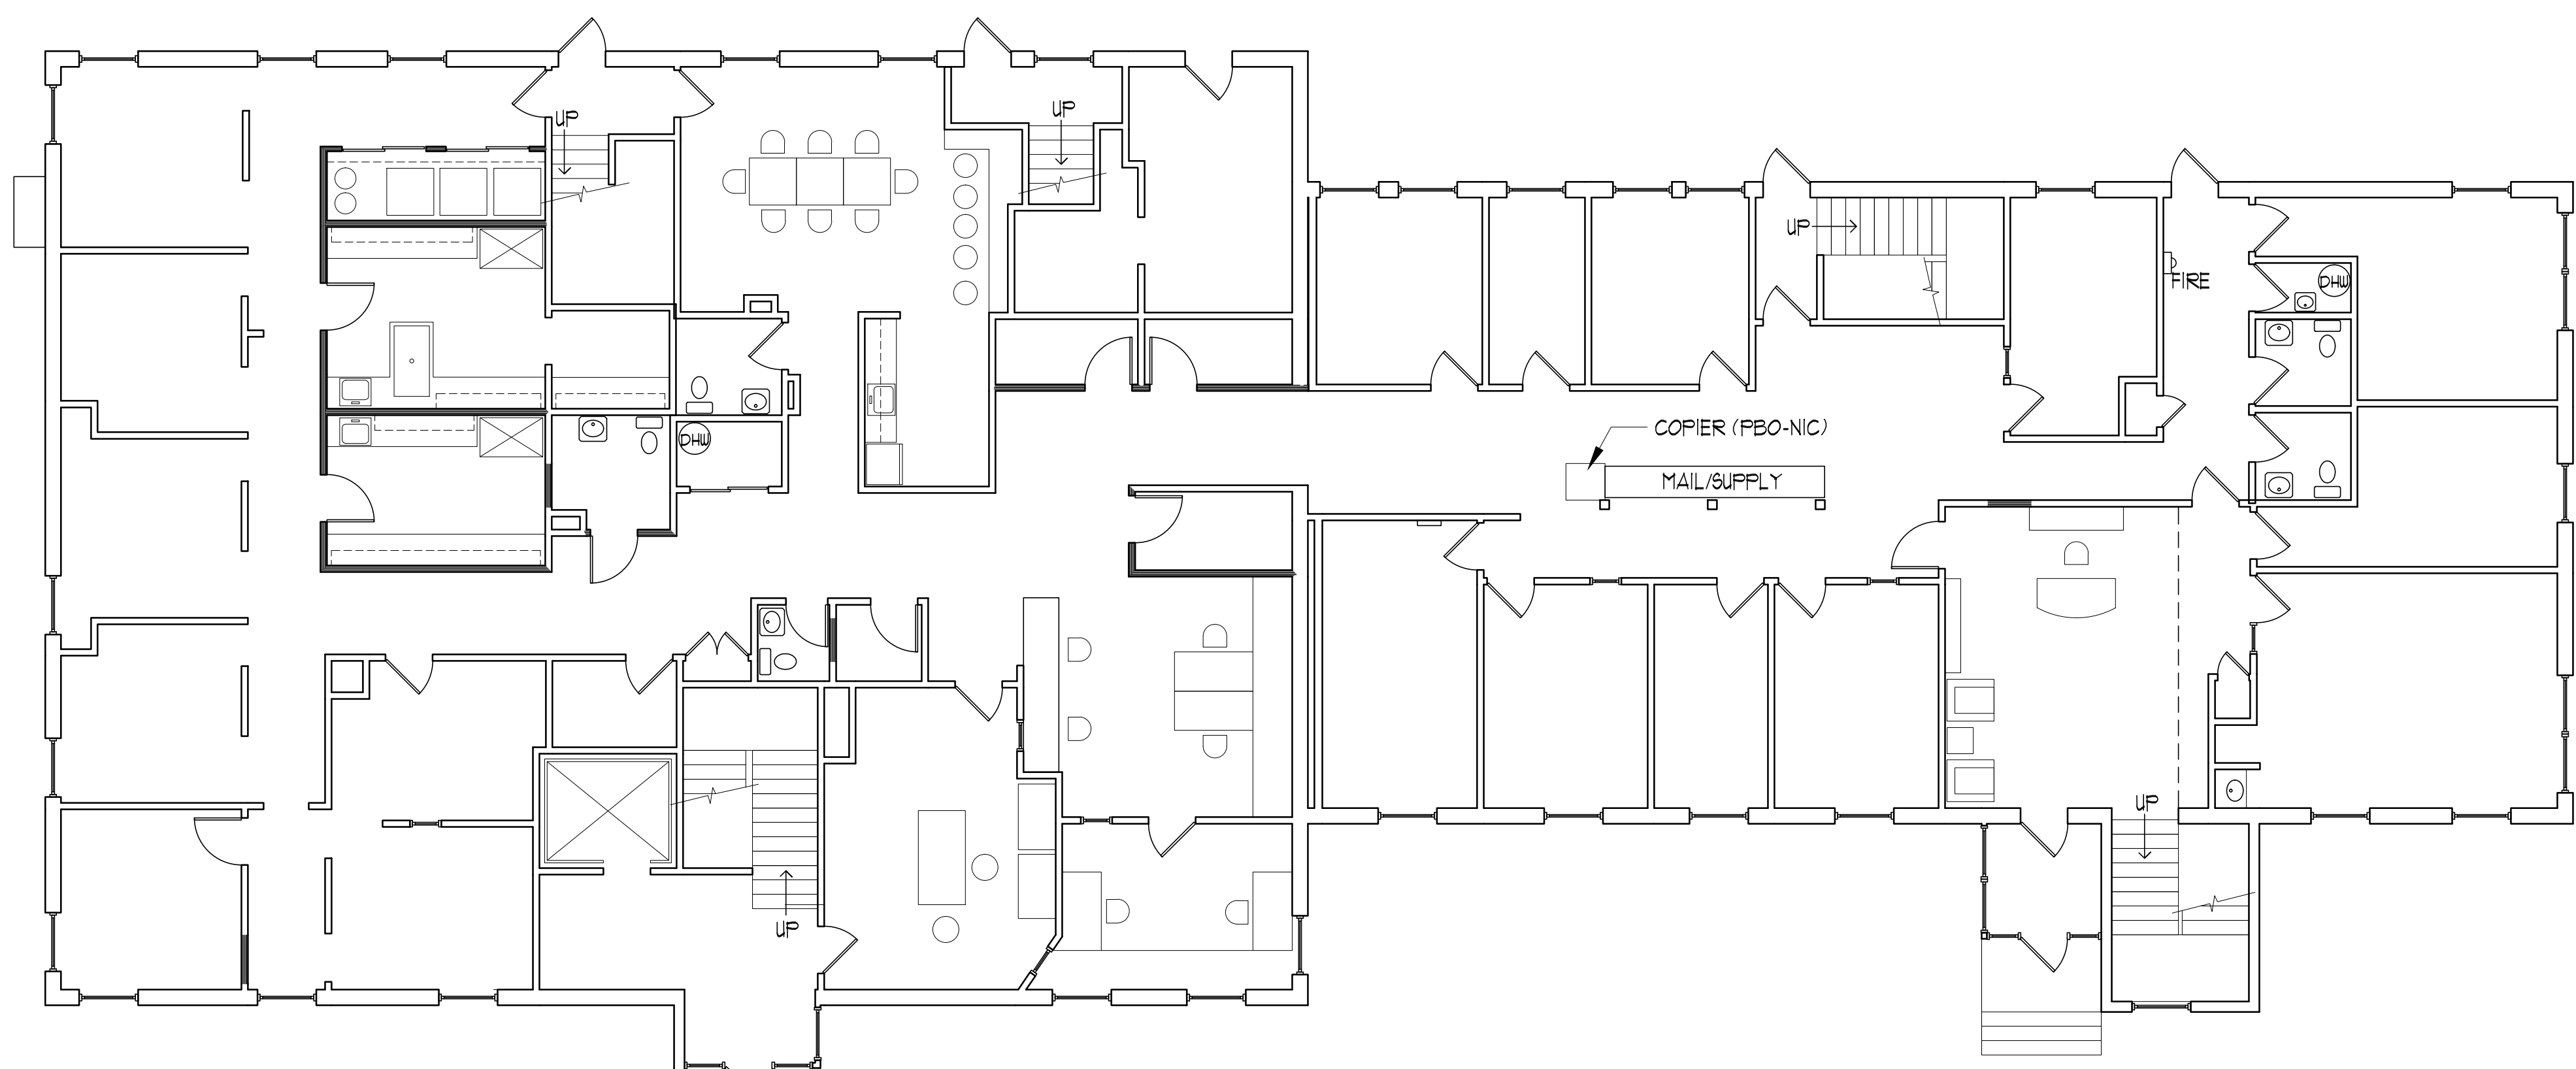 UP
UP
UP
FIRE
DHW
COPIER (PBO-NIC)
DHW
MAIL/SUPPLY
UP
UP